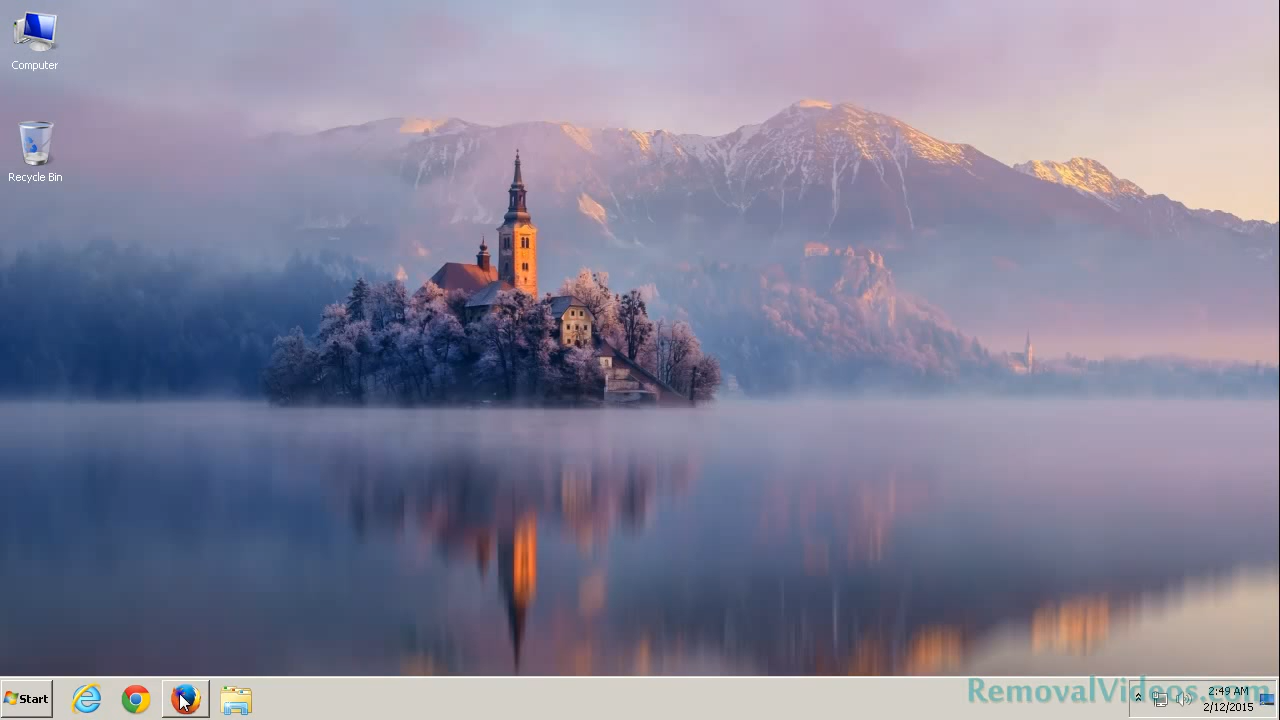 Computer
Recycle Bin
Start
RemovalVideos.com
2:49 AM
2/12/2015